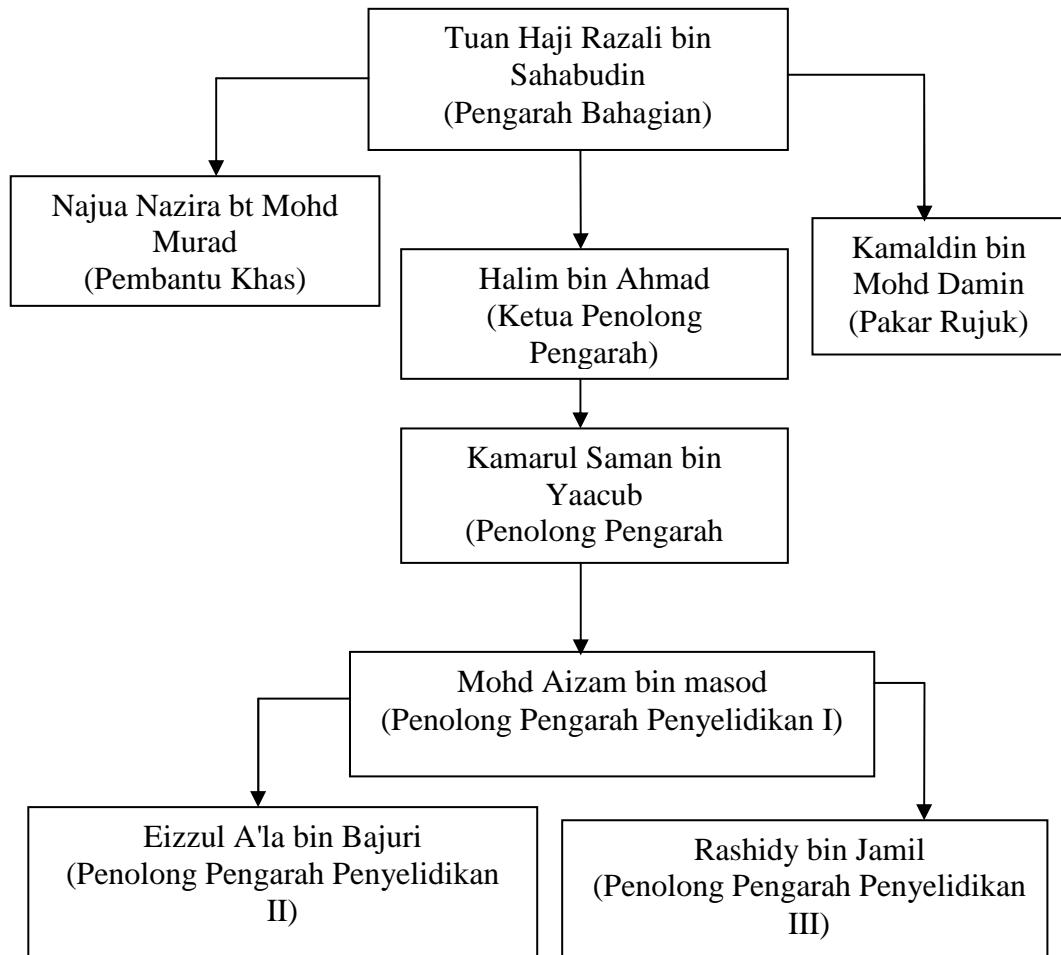 Tuan Haji Razali bin
Sahabudin
(Pengarah Bahagian)
Najua Nazira bt Mohd
Murad
(Pembantu Khas)
Halim bin Ahmad
(Ketua Penolong
Pengarah)
Kamaldin bin
Mohd Damin
(Pakar Rujuk)
Kamarul Saman bin
Yaacub
(Penolong Pengarah
Mohd Aizam bin masod
(Penolong Pengarah Penyelidikan I)
Eizzul A'la bin Bajuri
(Penolong Pengarah Penyelidikan
II)
Rashidy bin Jamil
(Penolong Pengarah Penyelidikan
III)